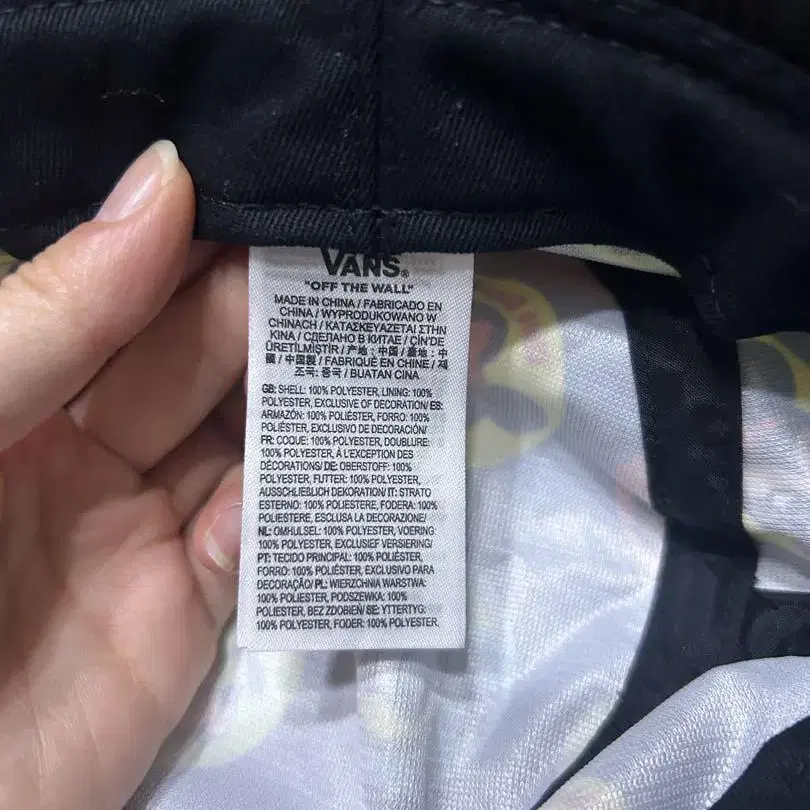 VANS®
"OFF THE WALL"
MADE IN CHINA / FABRICADO EN
CHINA / WYPRODUKOWANO W
CHINACH / ΚΑΤΑΣΚΕΥΑΖΕΤΑΙ ΣΤΗΝ
ΚΙΝΑ / СДЕЛАНО В КИТАЕ / ÇİN'DE
ÜRETİLMİŞTİR / 产地：中国 / 產地：中
國 / 中国製 / FABRIQUÉ EN CHINE / 제
조국: 중국 / BUATAN CINA
GB: SHELL: 100% POLYESTER, LINING: 100%
POLYESTER, EXCLUSIVE OF DECORATION/ ES:
ARMAZÓN: 100% POLIÉSTER, FORRO: 100%
POLIÉSTER, EXCLUSIVO DE DECORACIÓN/
FR: COQUE: 100% POLYESTER, DOUBLURE:
100% POLYESTER, À L'EXCEPTION DES
DÉCORATIONS/ DE: OBERSTOFF: 100%
POLYESTER, FUTTER: 100% POLYESTER,
AUSSCHLIEßLICH DEKORATION/ IT: STRATO
ESTERNO: 100% POLIESTERE, FODERA: 100%
POLIESTERE, ESCLUSA LA DECORAZIONE/
NL: OMHULSEL: 100% POLYESTER, VOERING:
100% POLYESTER, EXCLUSIEF VERSIERING/
PT: TECIDO PRINCIPAL: 100% POLIÉSTER,
FORRO: 100% POLIÉSTER, EXCLUSIVO PARA
DECORAÇÃO/ PL: WIERZCHNIA WARSTWA:
100% POLIESTER, PODSZEWKA: 100%
POLIESTER, BEZ ZDOBIEŃ/ SE: YTTERTYG:
100% POLYESTER, FODER: 100% POLYESTER,